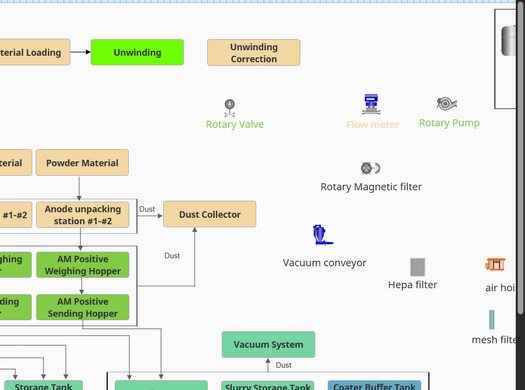 terial Loading
Unwinding
Unwinding
Correction
Rotary Valve
Flow meter
Rotary Pump
terial
Powder Material
Rotary Magnetic filter
#1-#2
Anode unpacking
station #1-#2
Dust
Dust Collector
Dust
Vacuum conveyor
ghing
r
AM Positive
Weighing Hopper
Hepa filter
air hoi
ding
r
AM Positive
Sending Hopper
mesh filte
Vacuum System
Dust
Storage Tank
Slurry Storage Tank
Coater Buffer Tank